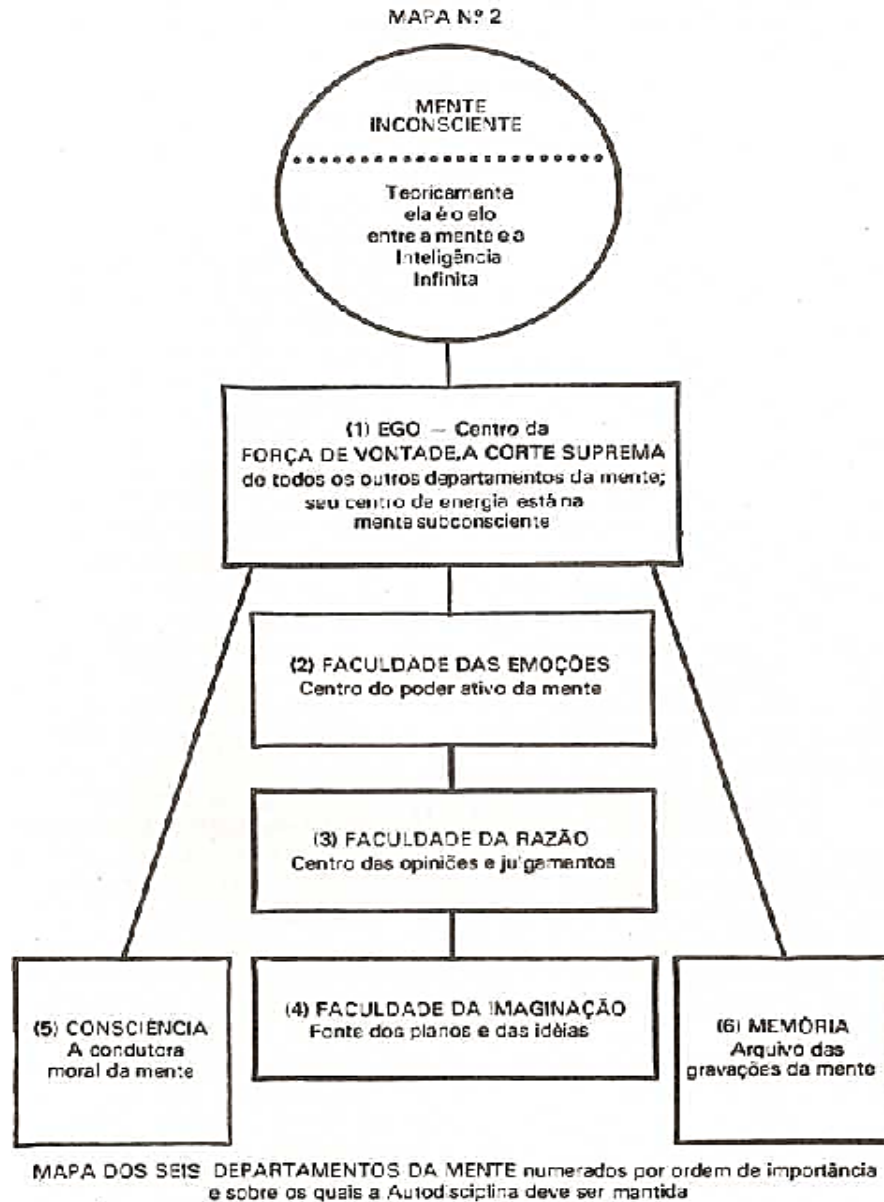 MAPA Nº 2
MENTE
INCONSCIENTE
Teoricamente
ela é o elo
entre a mente e a
Inteligência
Infinita
(1) EGO — Centro da
FORÇA DE VONTADE, A CORTE SUPREMA
de todos os outros departamentos da mente;
seu centro de energia está na
mente subconsciente
(2) FACULDADE DAS EMOÇÕES
Centro do poder ativo da mente
(3) FACULDADE DA RAZÃO
Centro das opiniões e julgamentos
(4) FACULDADE DA IMAGINAÇÃO
Fonte dos planos e das idéias
(5) CONSCIÊNCIA
A condutora
moral da mente
(6) MEMÓRIA
Arquivo das
gravações da mente
MAPA DOS SEIS DEPARTAMENTOS DA MENTE numerados por ordem de importância
e sobre os quais a Autodisciplina deve ser mantida